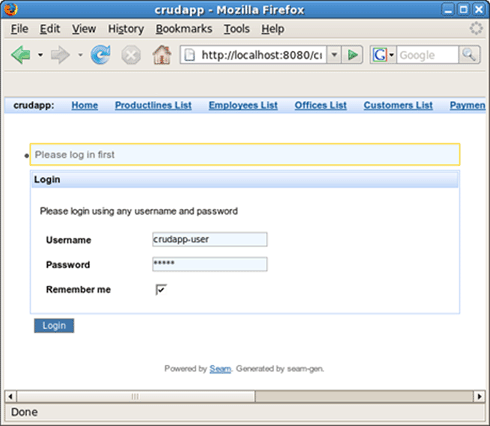 crudapp - Mozilla Firefox
File Edit View History Bookmarks Tools Help
http://localhost:8080/cr G Google
crudapp: Home Productlines List Employees List Offices List Customers List Paymen
Please log in first
Login
Please login using any username and password
Username crudapp-user
Password *****
Remember me
Login
Powered by Seam. Generated by seam-gen.
Done